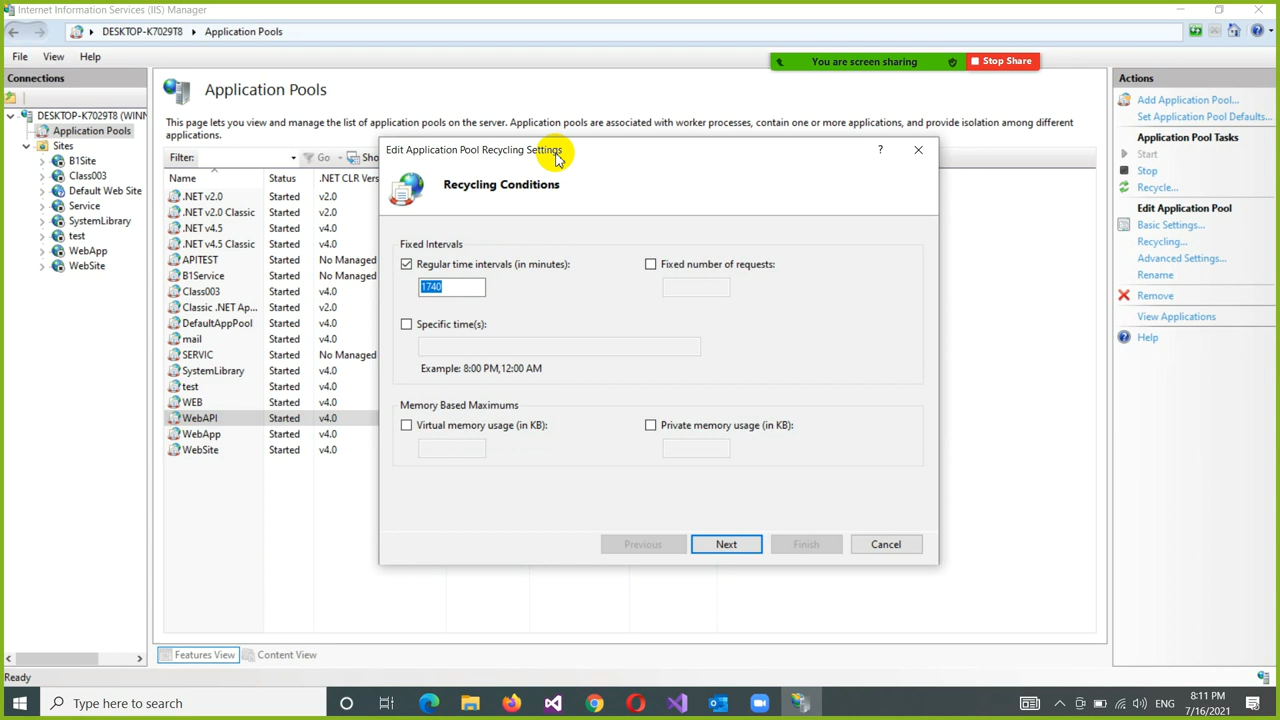 Internet Information Services (IIS) Manager
DESKTOP-K7029T8 Application Pools
File View Help
You are screen sharing Stop Share
Connections
DESKTOP-K7029T8 (WINN
Application Pools
Sites
B1Site
Class003
Default Web Site
Service
SystemLibrary
test
WebApp
WebSite
Application Pools
This page lets you view and manage the list of application pools on the server. Application pools are associated with worker processes, contain one or more applications, and provide isolation among different
applications.
Filter: Go Sho
Name Status .NET CLR Vers
.NET v2.0 Started v2.0
.NET v2.0 Classic Started v2.0
.NET v4.5 Started v4.0
.NET v4.5 Classic Started v4.0
APITEST Started No Managed
B1Service Started No Managed
Class003 Started v4.0
Classic .NET Ap... Started v2.0
DefaultAppPool Started v4.0
mail Started v4.0
SERVIC Started No Managed
SystemLibrary Started v4.0
test Started v4.0
WEB Started v4.0
WebAPI Started v4.0
WebApp Started v4.0
WebSite Started v4.0
Edit Application Pool Recycling Settings ?
Recycling Conditions
Fixed Intervals
Regular time intervals (in minutes): Fixed number of requests:
1740
Specific time(s):
Example: 8:00 PM,12:00 AM
Memory Based Maximums
Virtual memory usage (in KB): Private memory usage (in KB):
Previous Next Finish Cancel
Actions
Add Application Pool...
Set Application Pool Defaults...
Application Pool Tasks
Start
Stop
Recycle...
Edit Application Pool
Basic Settings...
Recycling...
Advanced Settings...
Rename
Remove
View Applications
Help
Features View Content View
Ready
Type here to search
ENG
8:11 PM
7/16/2021